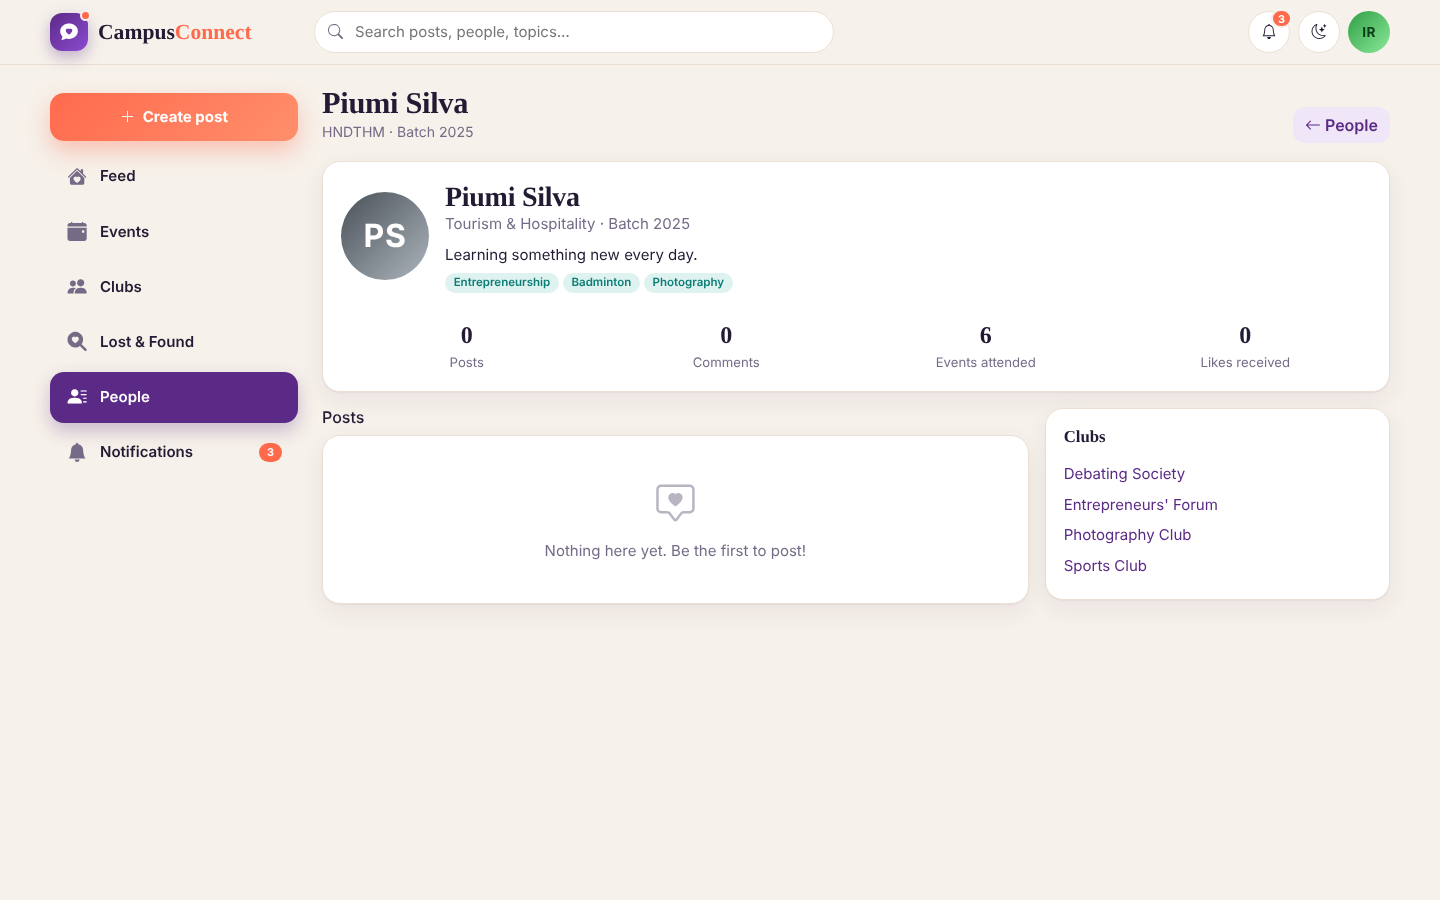 CampusConnect
Search posts, people, topics...
3
IR
Create post
Feed
Events
Clubs
Lost & Found
People
Notifications
3
Piumi Silva
HNDTHM · Batch 2025
← People
PS
Piumi Silva
Tourism & Hospitality · Batch 2025
Learning something new every day.
Entrepreneurship Badminton Photography
0 0 6 0
Posts Comments Events attended Likes received
Posts
Nothing here yet. Be the first to post!
Clubs
Debating Society
Entrepreneurs' Forum
Photography Club
Sports Club